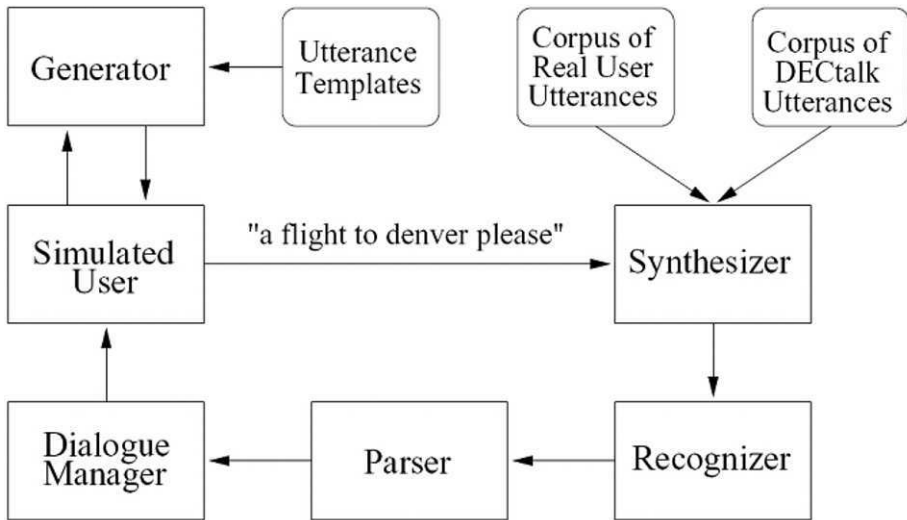 Generator
Utterance
Templates
Corpus of
Real User
Utterances
Corpus of
DECtalk
Utterances
Simulated
User
"a flight to denver please"
Synthesizer
Dialogue
Manager
Parser
Recognizer